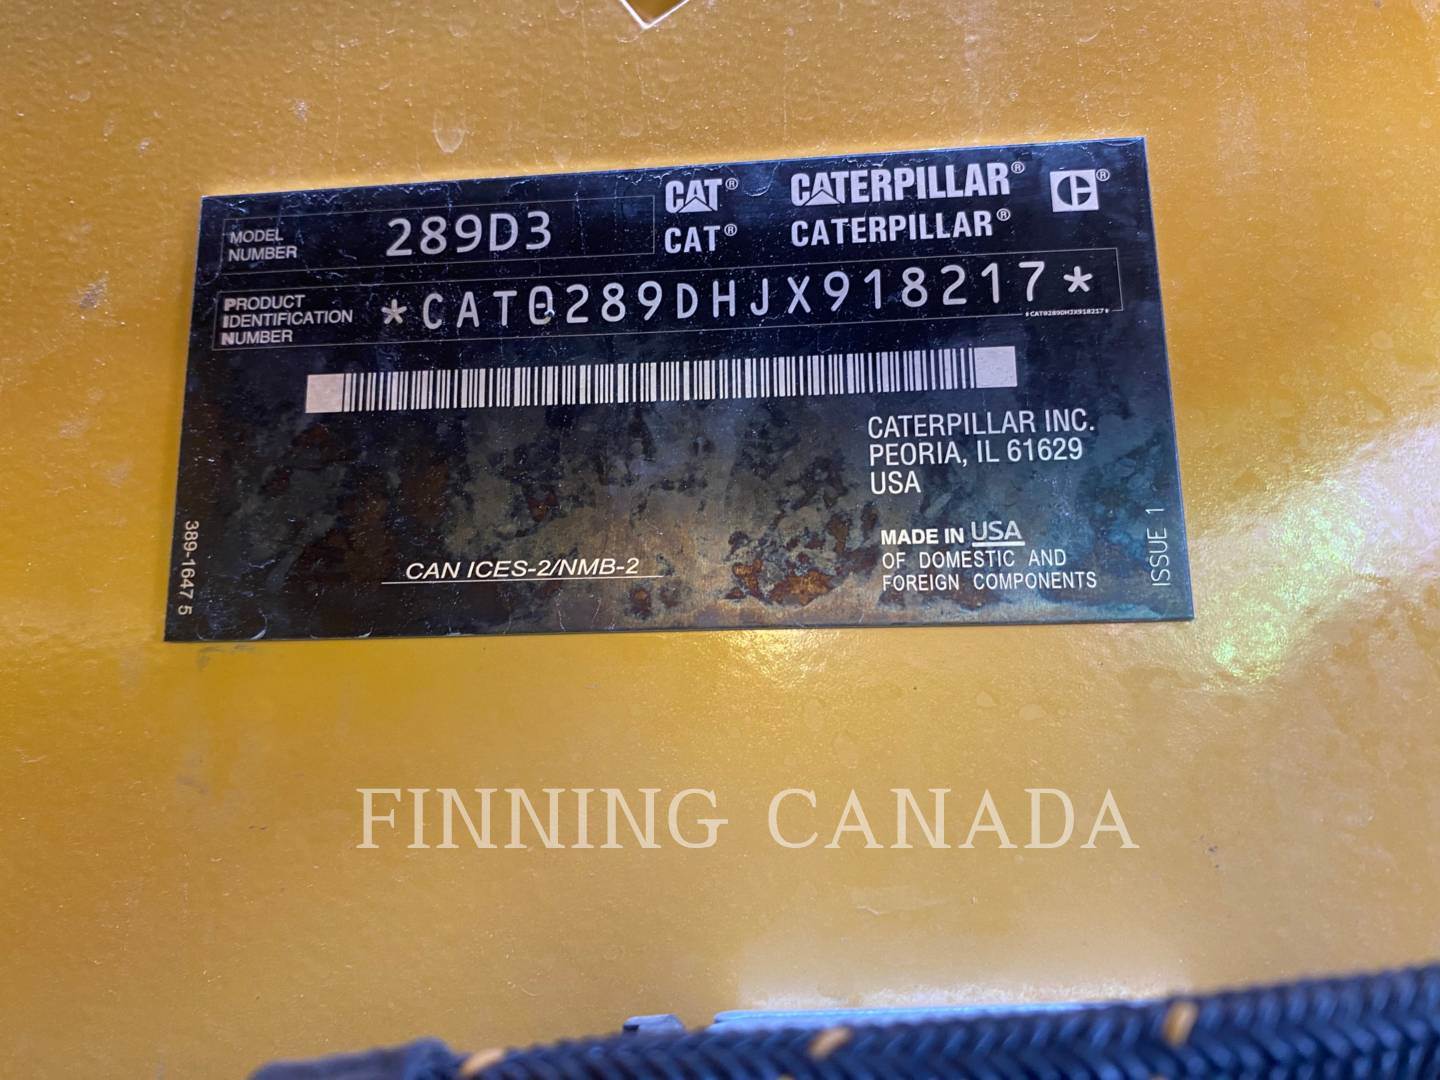 MODEL
NUMBER
289D3
CAT® CATERPILLAR®
CAT® CATERPILLAR®
PRODUCT
IDENTIFICATION
NUMBER
*CAT0289DHJX918217*
*CAT0289DHJX918217*
CATERPILLAR INC.
PEORIA, IL 61629
USA
MADE IN USA
OF DOMESTIC AND
FOREIGN COMPONENTS
CAN ICES-2/NMB-2
389-1647 5
ISSUE 1
FINNING CANADA